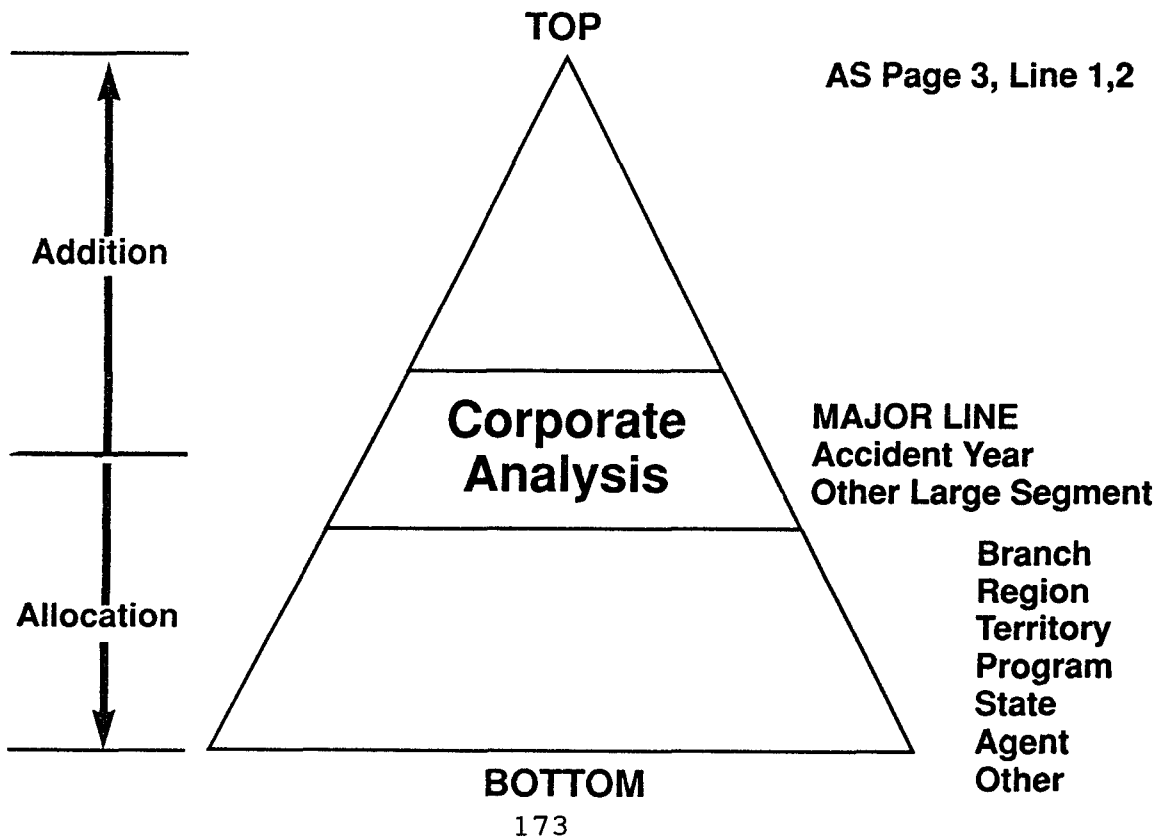 TOP
AS Page 3, Line 1,2
Addition
Corporate
Analysis
MAJOR LINE
Accident Year
Other Large Segment
Allocation
Branch
Region
Territory
Program
State
Agent
Other
BOTTOM
173